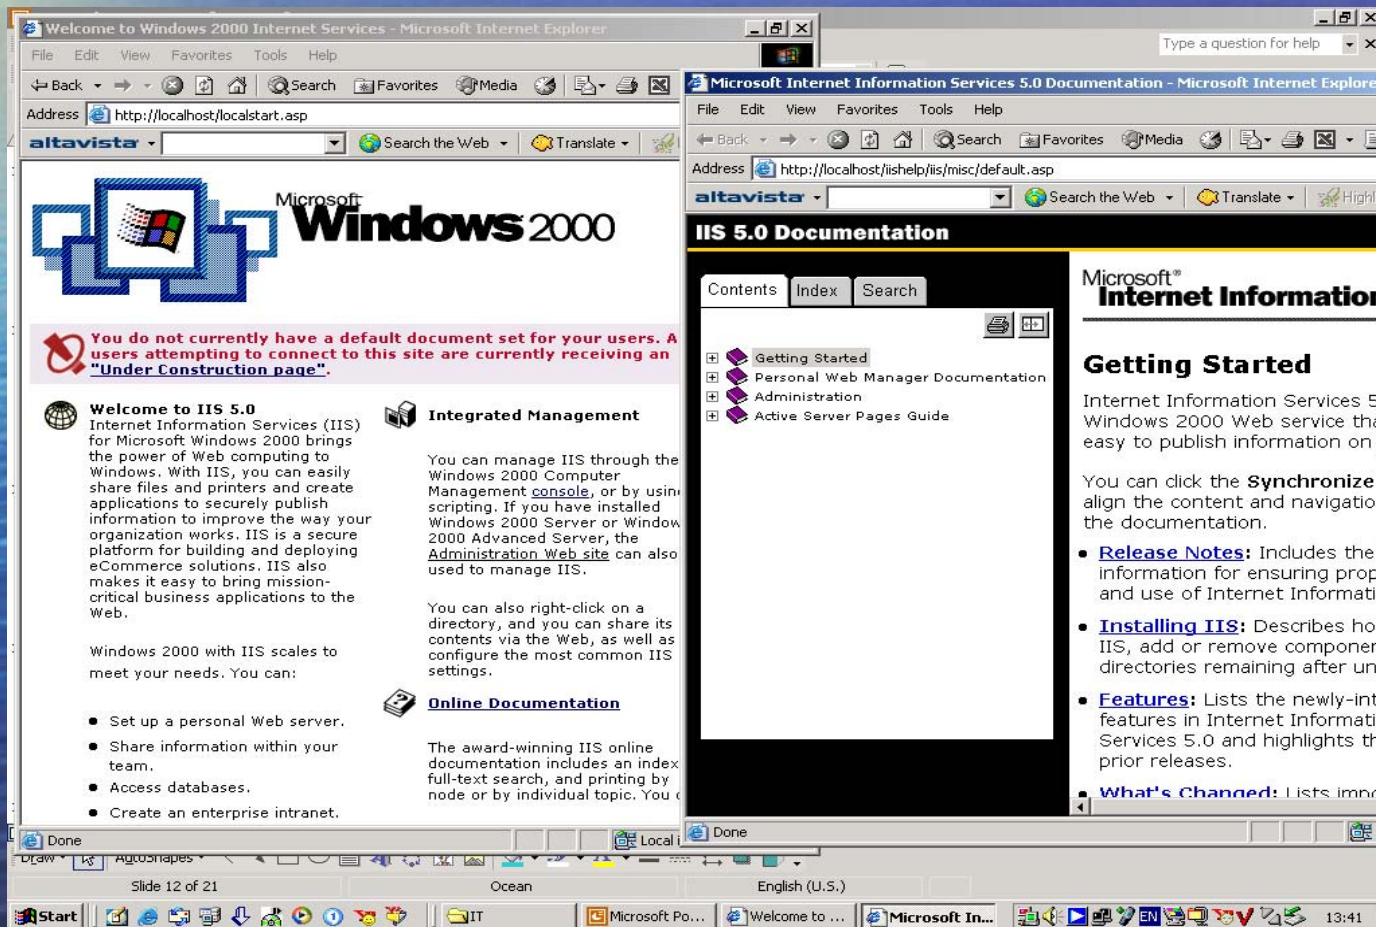 Welcome to Windows 2000 Internet Services - Microsoft Internet Explorer
File Edit View Favorites Tools Help
Back Search Favorites Media
Address http://localhost/localstart.asp
altavista Search the Web Translate
Microsoft
Windows 2000
You do not currently have a default document set for your users. A
users attempting to connect to this site are currently receiving an
"Under Construction page".
Welcome to IIS 5.0
Internet Information Services (IIS)
for Microsoft Windows 2000 brings
the power of Web computing to
Windows. With IIS, you can easily
share files and printers and create
applications to securely publish
information to improve the way your
organization works. IIS is a secure
platform for building and deploying
eCommerce solutions. IIS also
makes it easy to bring mission-
critical business applications to the
Web.
Windows 2000 with IIS scales to
meet your needs. You can:
Set up a personal Web server.
Share information within your
team.
Access databases.
Create an enterprise intranet.
Integrated Management
You can manage IIS through the
Windows 2000 Computer
Management console, or by usin
scripting. If you have installed
Windows 2000 Server or Window
2000 Advanced Server, the
Administration Web site can also
used to manage IIS.
You can also right-click on a
directory, and you can share its
contents via the Web, as well as
configure the most common IIS
settings.
Online Documentation
The award-winning IIS online
documentation includes an index
full-text search, and printing by
node or by individual topic. You
Done Local i
Type a question for help
Microsoft Internet Information Services 5.0 Documentation - Microsoft Internet Explore
File Edit View Favorites Tools Help
Back Search Favorites Media
Address http://localhost/iishelp/iis/misc/default.asp
altavista Search the Web Translate Highl
IIS 5.0 Documentation
Contents Index Search
Getting Started
Personal Web Manager Documentation
Administration
Active Server Pages Guide
Microsoft®
Internet Information
Getting Started
Internet Information Services 5
Windows 2000 Web service tha
easy to publish information on
You can click the Synchronize
align the content and navigatio
the documentation.
Release Notes: Includes the
information for ensuring prop
and use of Internet Informati
Installing IIS: Describes ho
IIS, add or remove componen
directories remaining after un
Features: Lists the newly-int
features in Internet Informati
Services 5.0 and highlights th
prior releases.
What's Changed: Lists impo
Done
Draw AutoShapes
Slide 12 of 21 Ocean English (U.S.)
Start IT Microsoft Po... Welcome to ... Microsoft In... EN 13:41